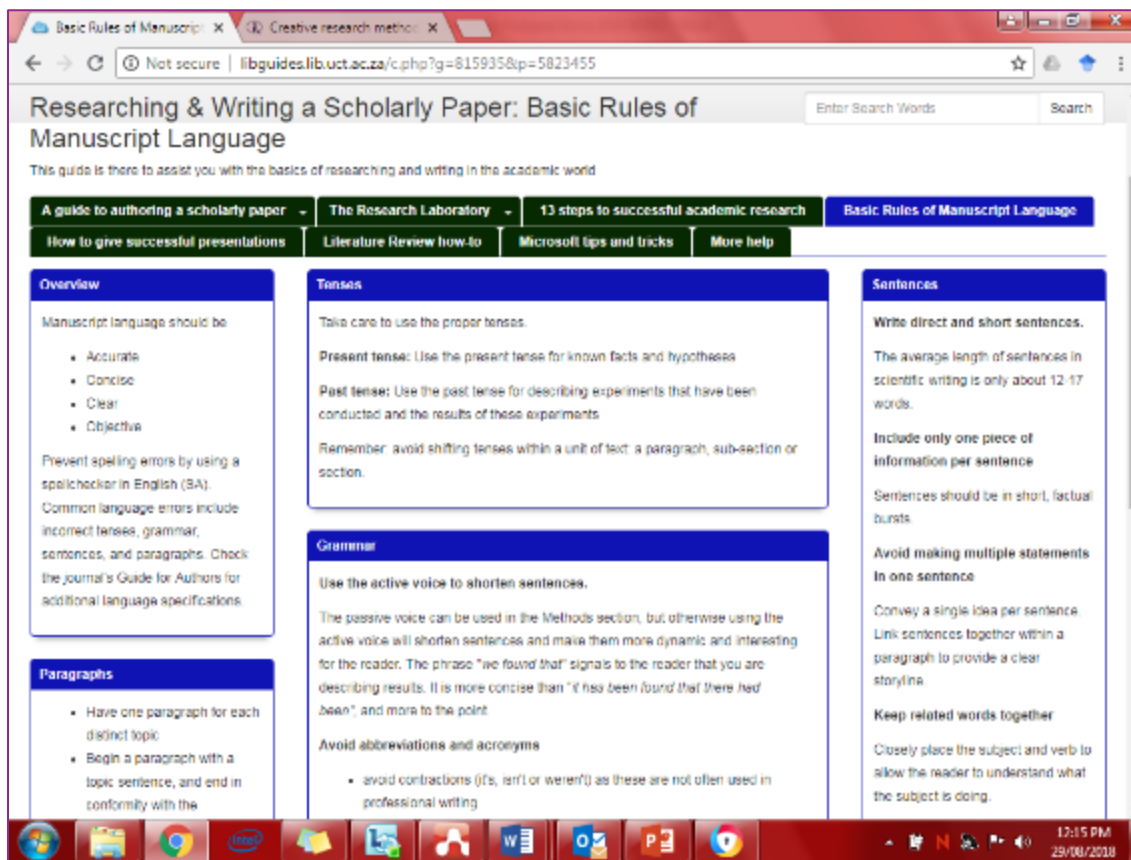 Basic Rules of Manuscrip
Creative research metho
Not secure | libguides.lib.uct.ac.za/c.php?g=815935&p=5823455
Researching & Writing a Scholarly Paper: Basic Rules of
Manuscript Language
Enter Search Words
Search
This guide is there to assist you with the basics of researching and writing in the academic world
A guide to authoring a scholarly paper
The Research Laboratory
13 steps to successful academic research
Basic Rules of Manuscript Language
How to give successful presentations
Literature Review how-to
Microsoft tips and tricks
More help
Overview
Manuscript language should be
Accurate
Concise
Clear
Objective
Prevent spelling errors by using a
spellchecker in English (SA).
Common language errors include
incorrect tenses, grammar,
sentences, and paragraphs. Check
the journal's Guide for Authors for
additional language specifications
Paragraphs
Have one paragraph for each
distinct topic
Begin a paragraph with a
topic sentence, and end in
conformity with the
Tenses
Take care to use the proper tenses.
Present tense: Use the present tense for known facts and hypotheses
Past tense: Use the past tense for describing experiments that have been
conducted and the results of these experiments
Remember: avoid shifting tenses within a unit of text: a paragraph, sub-section or
section.
Grammar
Use the active voice to shorten sentences.
The passive voice can be used in the Methods section, but otherwise using the
active voice will shorten sentences and make them more dynamic and interesting
for the reader. The phrase "we found that" signals to the reader that you are
describing results. It is more concise than "it has been found that there had
been", and more to the point
Avoid abbreviations and acronyms
avoid contractions (it's, isn't or weren't) as these are not often used in
professional writing
Sentences
Write direct and short sentences.
The average length of sentences in
scientific writing is only about 12-17
words.
Include only one piece of
information per sentence
Sentences should be in short, factual
bursts.
Avoid making multiple statements
in one sentence
Convey a single idea per sentence.
Link sentences together within a
paragraph to provide a clear
storyline.
Keep related words together
Closely place the subject and verb to
allow the reader to understand what
the subject is doing.
intel
12:15 PM
29/08/2018